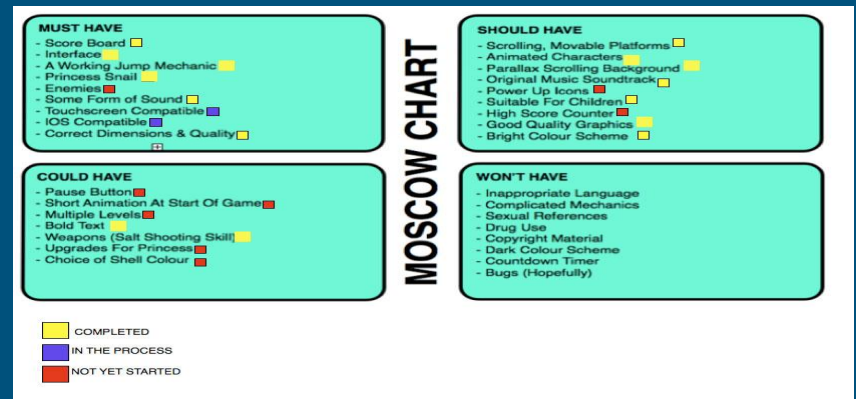 MUST HAVE
- Score Board
- Interface
- A Working Jump Mechanic
- Princess Snail
- Enemies
- Some Form of Sound
- Touchscreen Compatible
- IOS Compatible
- Correct Dimensions & Quality
COULD HAVE
- Pause Button
- Short Animation At Start Of Game
- Multiple Levels
- Bold Text
- Weapons (Salt Shooting Skill)
- Upgrades For Princess
- Choice of Shell Colour
MOSCOW CHART
SHOULD HAVE
- Scrolling, Movable Platforms
- Animated Characters
- Parallax Scrolling Background
- Original Music Soundtrack
- Power Up Icons
- Suitable For Children
- High Score Counter
- Good Quality Graphics
- Bright Colour Scheme
WON'T HAVE
- Inappropriate Language
- Complicated Mechanics
- Sexual References
- Drug Use
- Copyright Material
- Dark Colour Scheme
- Countdown Timer
- Bugs (Hopefully)
COMPLETED
IN THE PROCESS
NOT YET STARTED